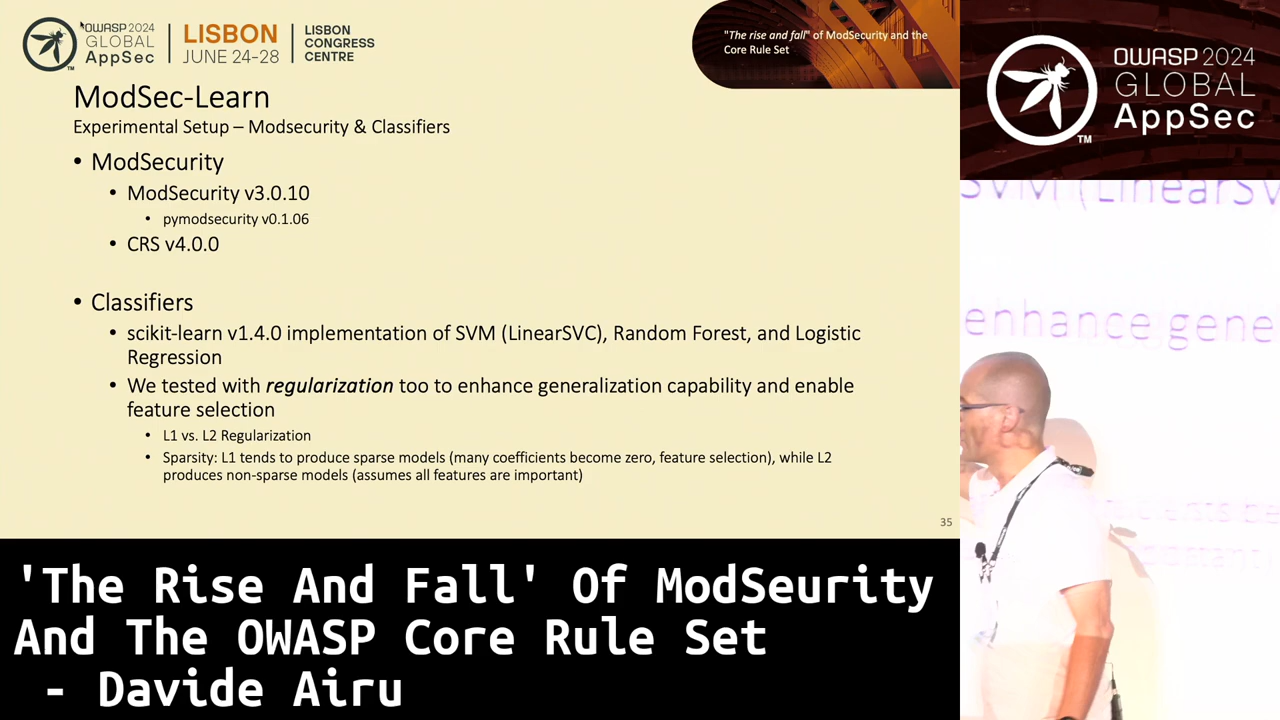 OWASP 2024
GLOBAL
AppSec
TM
LISBON
JUNE 24-28
LISBON
CONGRESS
CENTRE
"The rise and fall" of ModSecurity and the
Core Rule Set
ModSec-Learn
Experimental Setup – Modsecurity & Classifiers
• ModSecurity
• ModSecurity v3.0.10
• pymodsecurity v0.1.06
• CRS v4.0.0
• Classifiers
• scikit-learn v1.4.0 implementation of SVM (LinearSVC), Random Forest, and Logistic
Regression
• We tested with regularization too to enhance generalization capability and enable
feature selection
• L1 vs. L2 Regularization
• Sparsity: L1 tends to produce sparse models (many coefficients become zero, feature selection), while L2
produces non-sparse models (assumes all features are important)
35
OWASP 2024
GLOBAL
AppSec
TM
SVM (LinearSV
enhance gene
'The Rise And Fall' Of ModSeurity
And The OWASP Core Rule Set
- Davide Airu